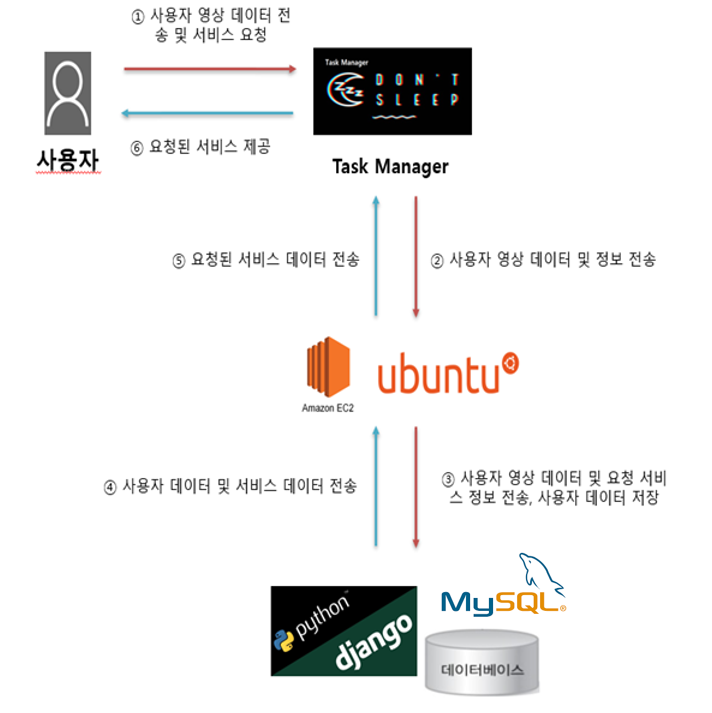 ① 사용자 영상 데이터 전
송 및 서비스 요청
Task Manager
DON'T
SLEEP
zzz
사용자
⑥ 요청된 서비스 제공
Task Manager
⑤ 요청된 서비스 데이터 전송
② 사용자 영상 데이터 및 정보 전송
ubuntu
Amazon EC2
④ 사용자 데이터 및 서비스 데이터 전송
③ 사용자 영상 데이터 및 요청 서비
스 정보 전송, 사용자 데이터 저장
python™
django
MySQL®
데이터베이스